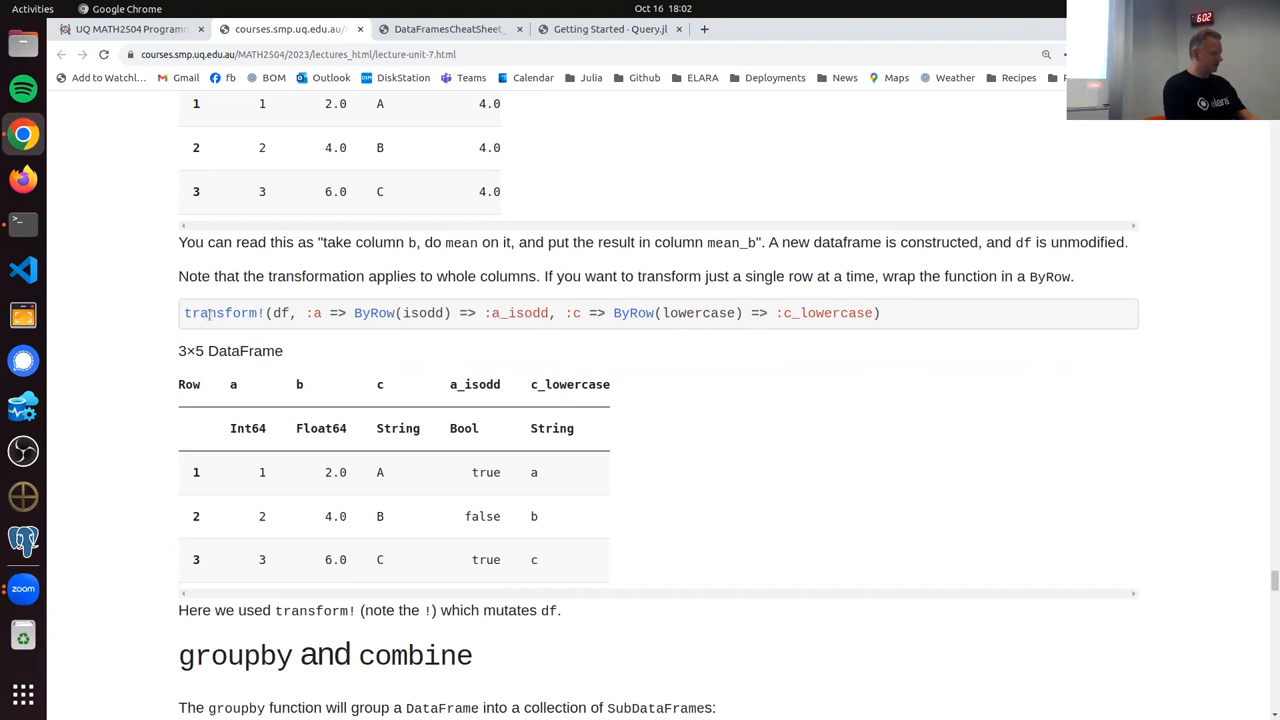 Activities
Google Chrome
Oct 16 18:02
UQ MATH2504 Programm
courses.smp.uq.edu.au/
DataFramesCheatSheet_
Getting Started · Query.jl
courses.smp.uq.edu.au/MATH2504/2023/lectures_html/lecture-unit-7.html
Add to Watchl...
Gmail
fb
BOM
Outlook
DiskStation
Teams
Calendar
Julia
Github
ELARA
Deployments
News
Maps
Weather
Recipes
602
elara
1 1 2.0 A 4.0
2 2 4.0 B 4.0
3 3 6.0 C 4.0
You can read this as "take column b, do mean on it, and put the result in column mean_b". A new dataframe is constructed, and df is unmodified.
Note that the transformation applies to whole columns. If you want to transform just a single row at a time, wrap the function in a ByRow.
transform!(df, :a => ByRow(isodd) => :a_isodd, :c => ByRow(lowercase) => :c_lowercase)
3×5 DataFrame
Row a b c a_isodd c_lowercase
Int64 Float64 String Bool String
1 1 2.0 A true a
2 2 4.0 B false b
3 3 6.0 C true c
Here we used transform! (note the !) which mutates df.
groupby and combine
The groupby function will group a DataFrame into a collection of SubDataFrames:
zoom